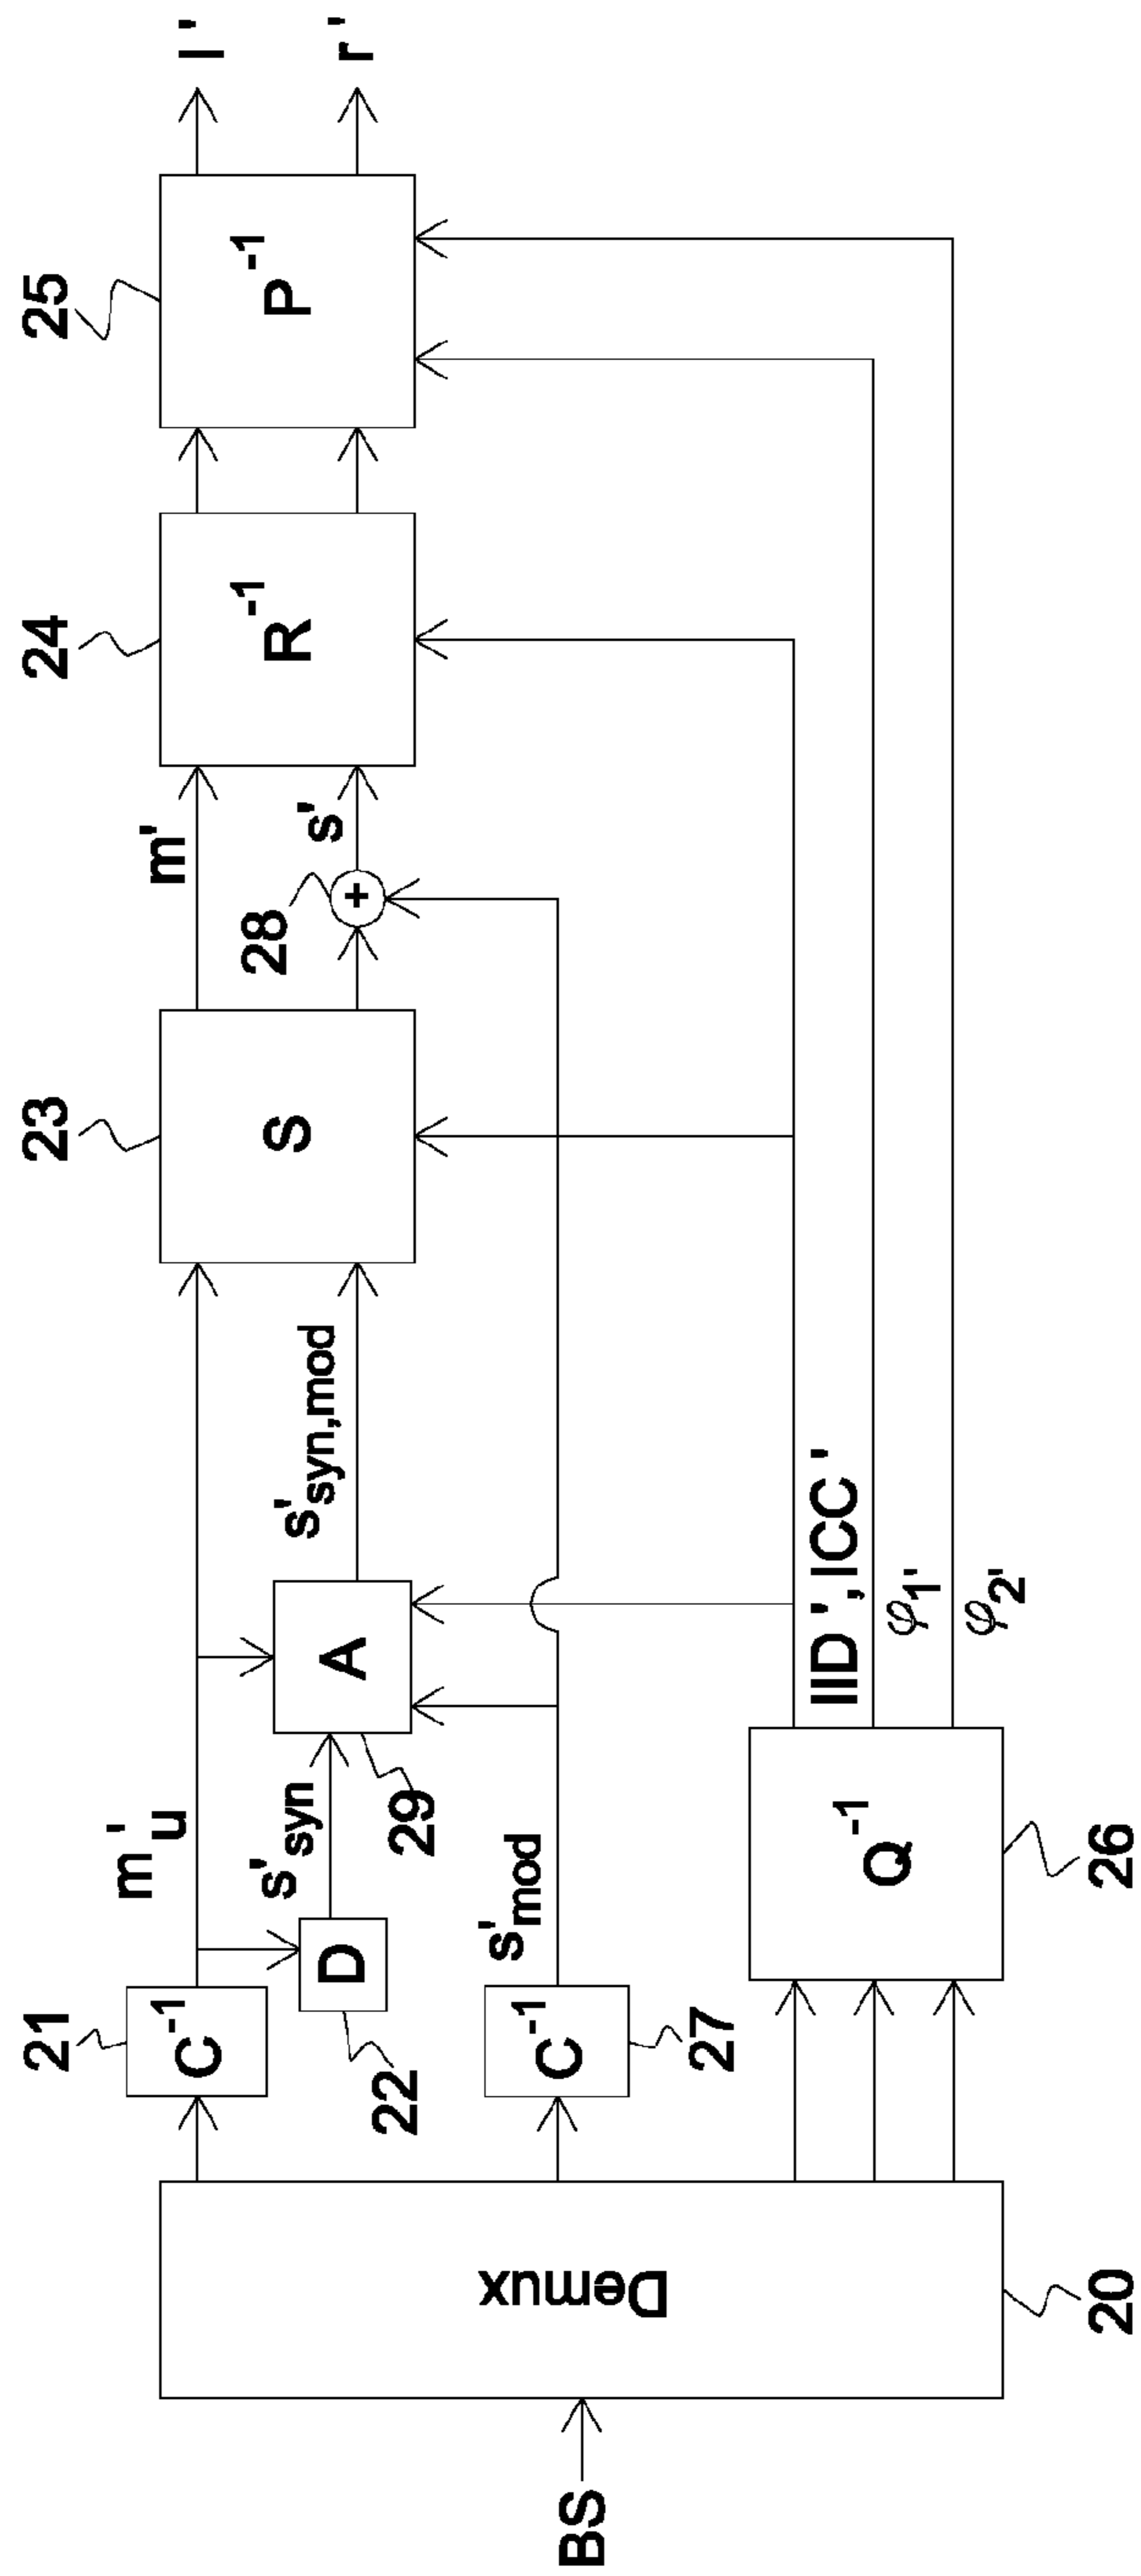 BS
Demux
20
21
C⁻¹
m'ᵤ
D
22
s'syn
A
29
s'syn,mod
C⁻¹
27
s'mod
Q⁻¹
26
IID', ICC'
φ1'
φ2'
23
S
28
+
m'
s'
24
R⁻¹
25
P⁻¹
l'
r'